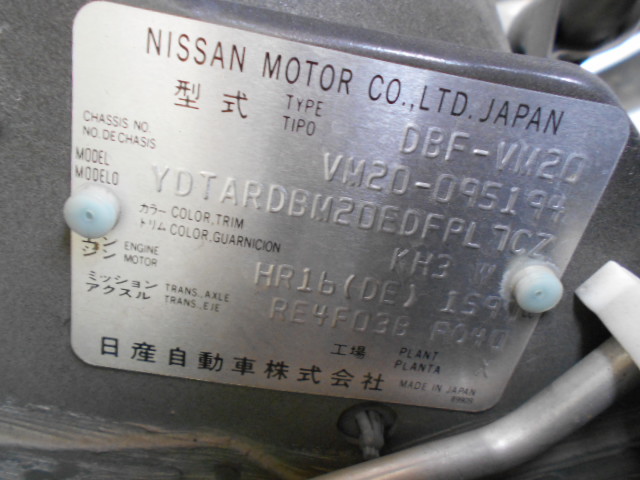 NISSAN MOTOR CO.,LTD. JAPAN
型式 TYPE TIPO DBF-VM20
CHASSIS NO. NO. DE CHASIS VM20-095194
MODEL MODELO YDTARDBM20EDFPL7CZ
カラー トリム COLOR, TRIM COLOR, GUARNICION KH3
ジン ENGINE MOTOR HR16(DE)
ミッション アクスル TRANS., AXLE TRANS., EJE RE4F03B
工場 PLANT PLANTA
日産自動車株式会社 MADE IN JAPAN